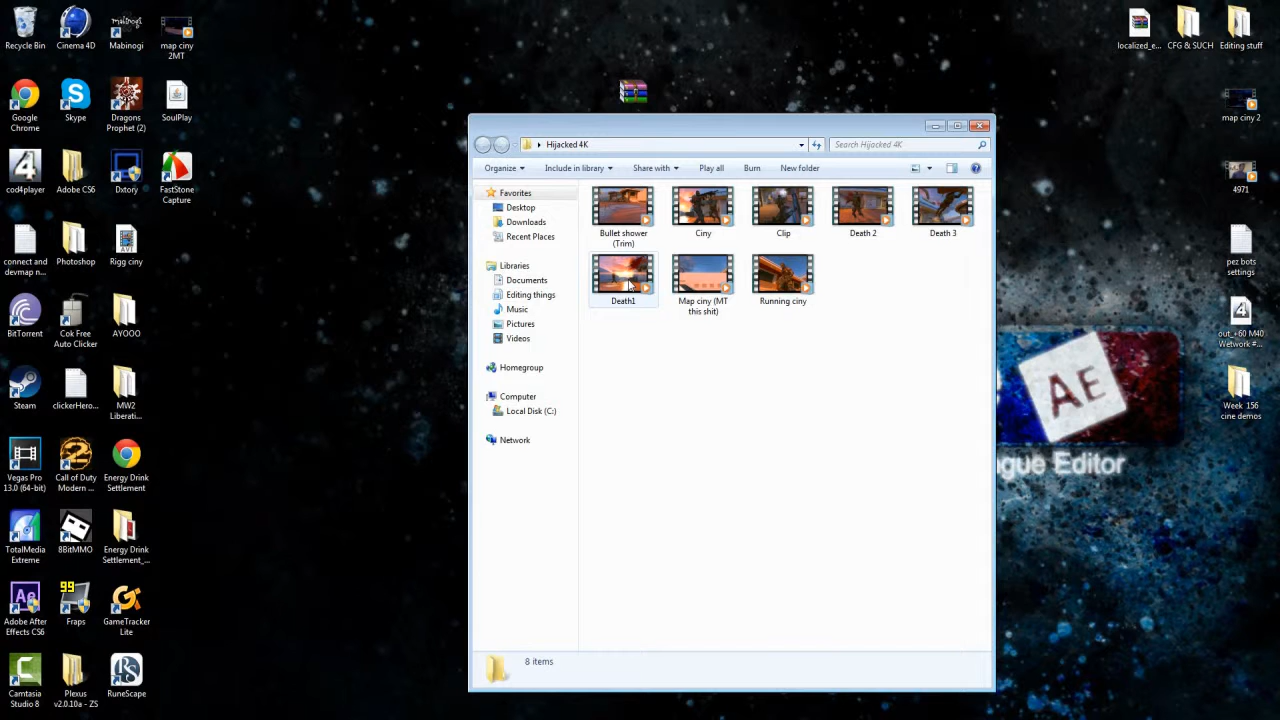 Recycle Bin
Cinema 4D
Mabinogi
map ciny
2MT
Google
Chrome
Skype
Dragons
Prophet (2)
SoulPlay
cod4player
Adobe CS6
Dxtory
FastStone
Capture
connect and
devmap n...
Photoshop
Rigg ciny
BitTorrent
Cok Free
Auto Clicker
AYOOO
Steam
clickerHero...
MW2
Liberati...
Vegas Pro
13.0 (64-bit)
Call of Duty
Modern ...
Energy Drink
Settlement
TotalMedia
Extreme
8BitMMO
Energy Drink
Settlement_...
Adobe After
Effects CS6
99
Fraps
GameTracker
Lite
Camtasia
Studio 8
Plexus
v2.0.10a - ZS
RuneScape
Hijacked 4K
Search Hijacked 4K
Organize
Include in library
Share with
Play all
Burn
New folder
Favorites
Desktop
Downloads
Recent Places
Libraries
Documents
Editing things
Music
Pictures
Videos
Homegroup
Computer
Local Disk (C:)
Network
Bullet shower
(Trim)
Ciny
Clip
Death 2
Death 3
Death1
Map ciny (MT
this shit)
Running ciny
8 items
localized_e...
CFG & SUCH
Editing stuff
map ciny 2
4971
pez bots
settings
out_+60 M40
Wetwork #...
Week 156
cine demos
AE
gue Editor